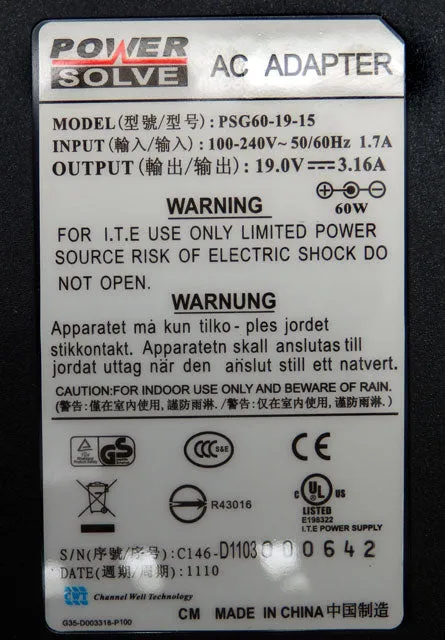 POWER
SOLVE
AC ADAPTER
MODEL(型號/型号): PSG60-19-15
INPUT(輸入/输入): 100-240V~ 50/60Hz 1.7A
OUTPUT(輸出/输出): 19.0V⎓3.16A
60W
WARNING
FOR I.T.E USE ONLY LIMITED POWER
SOURCE RISK OF ELECTRIC SHOCK DO
NOT OPEN.
WARNUNG
Apparatet må kun tilko - ples jordet
stikkontakt. Apparatetn skall anslutas till
jordat uttag när den anslut still ett natvert.
CAUTION:FOR INDOOR USE ONLY AND BEWARE OF RAIN.
(警告:僅在室內使用,謹防雨淋./警告:仅在室内使用,谨防雨淋.)
GS
CCC S&E
CE
R43016
c UL US
LISTED
E198322
I.T.E POWER SUPPLY
S/N(序號/序号):C146-D1103000642
DATE(週期/周期):1110
CWT Channel Well Technology
CM MADE IN CHINA 中国制造
G35-D003318-P100